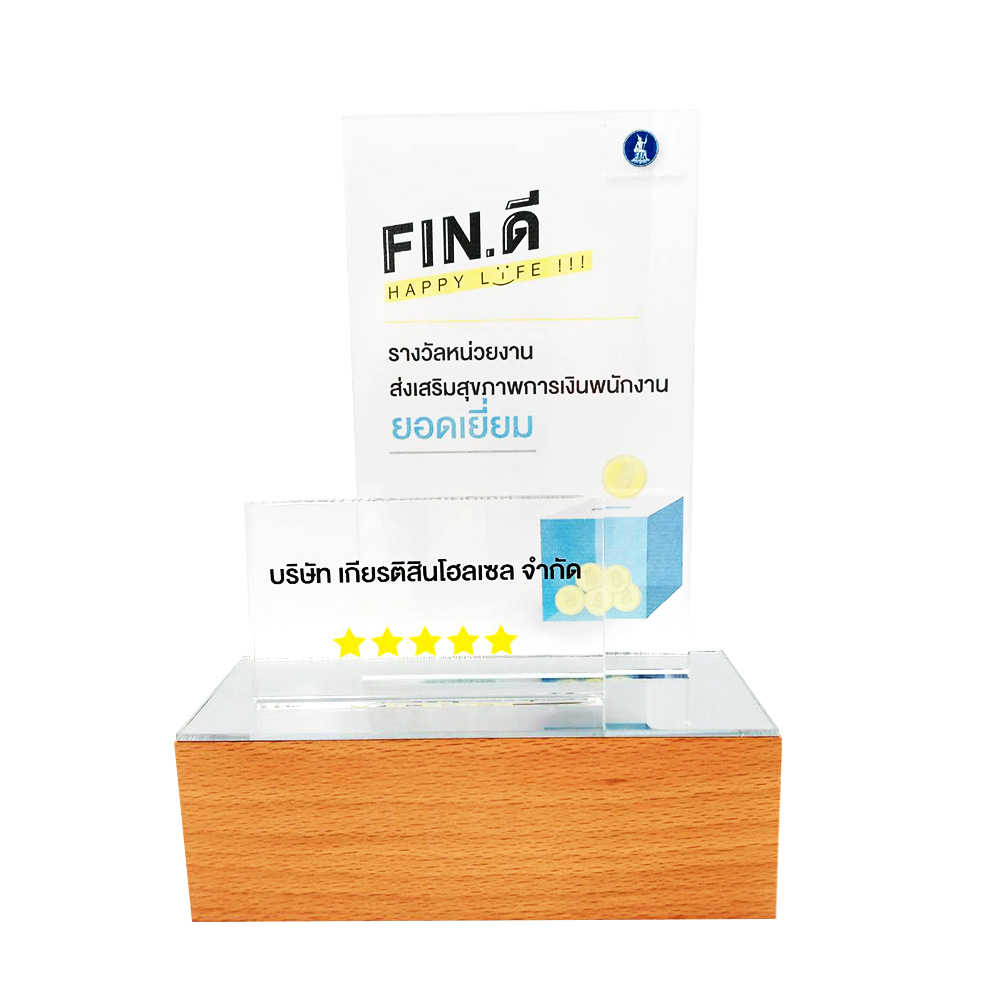 FIN.ดี
HAPPY LIFE !!!
รางวัลหน่วยงาน
ส่งเสริมสุขภาพการเงินพนักงาน
ยอดเยี่ยม
บริษัท เกียรติสินโฮลเซล จำกัด